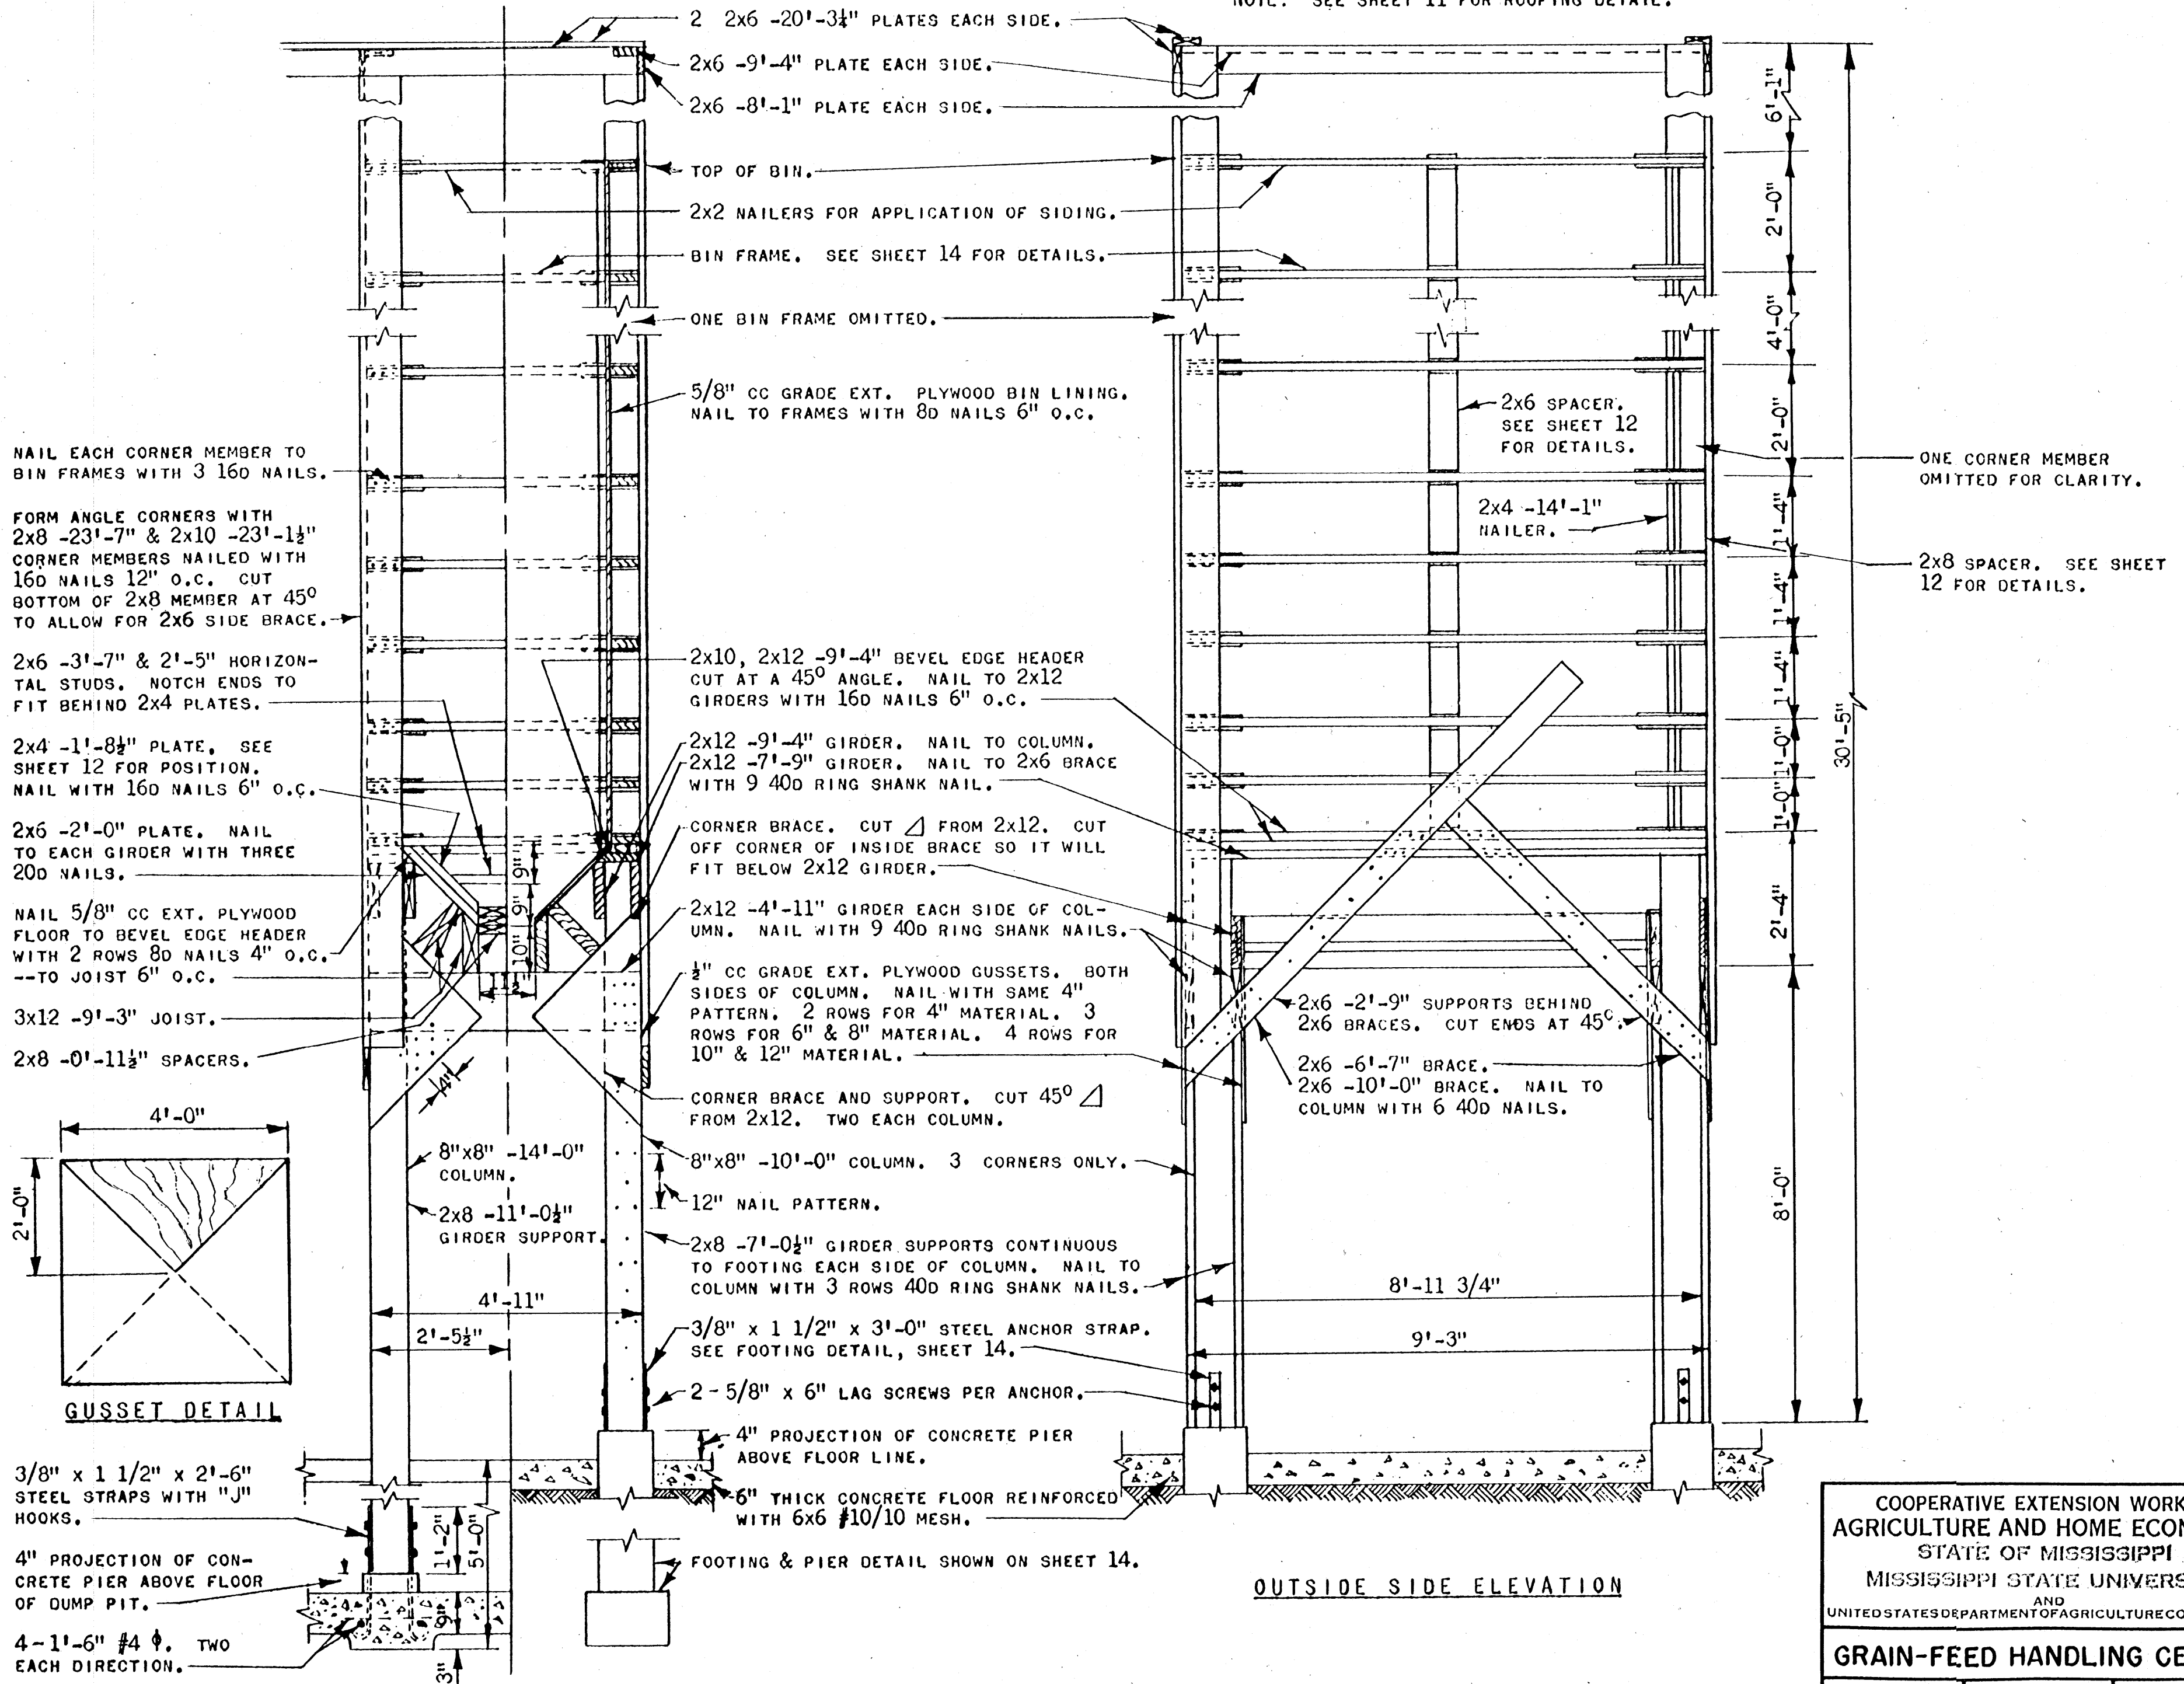 NOTE: SEE SHEET 11 FOR ROOFING DETAIL.
2 2x6 -20'-3¼" PLATES EACH SIDE.
2x6 -9'-4" PLATE EACH SIDE.
2x6 -8'-1" PLATE EACH SIDE.
TOP OF BIN.
2x2 NAILERS FOR APPLICATION OF SIDING.
BIN FRAME. SEE SHEET 14 FOR DETAILS.
ONE BIN FRAME OMITTED.
5/8" CC GRADE EXT. PLYWOOD BIN LINING.
NAIL TO FRAMES WITH 8D NAILS 6" O.C.
NAIL EACH CORNER MEMBER TO
BIN FRAMES WITH 3 16D NAILS.
FORM ANGLE CORNERS WITH
2x8 -23'-7" & 2x10 -23'-1½"
CORNER MEMBERS NAILED WITH
16D NAILS 12" O.C. CUT
BOTTOM OF 2x8 MEMBER AT 45°
TO ALLOW FOR 2x6 SIDE BRACE.
2x6 -3'-7" & 2'-5" HORIZON-
TAL STUDS. NOTCH ENDS TO
FIT BEHIND 2x4 PLATES.
2x4 -1'-8½" PLATE. SEE
SHEET 12 FOR POSITION.
NAIL WITH 16D NAILS 6" O.C.
2x6 -2'-0" PLATE. NAIL
TO EACH GIRDER WITH THREE
20D NAILS.
NAIL 5/8" CC EXT. PLYWOOD
FLOOR TO BEVEL EDGE HEADER
WITH 2 ROWS 8D NAILS 4" O.C.
--TO JOIST 6" O.C.
3x12 -9'-3" JOIST.
2x8 -0'-11½" SPACERS.
2x10, 2x12 -9'-4" BEVEL EDGE HEADER
CUT AT A 45° ANGLE. NAIL TO 2x12
GIRDERS WITH 16D NAILS 6" O.C.
2x12 -9'-4" GIRDER. NAIL TO COLUMN.
2x12 -7'-9" GIRDER. NAIL TO 2x6 BRACE
WITH 9 40D RING SHANK NAIL.
CORNER BRACE. CUT ⊿ FROM 2x12. CUT
OFF CORNER OF INSIDE BRACE SO IT WILL
FIT BELOW 2x12 GIRDER.
2x12 -4'-11" GIRDER EACH SIDE OF COL-
UMN. NAIL WITH 9 40D RING SHANK NAILS.
½" CC GRADE EXT. PLYWOOD GUSSETS. BOTH
SIDES OF COLUMN. NAIL WITH SAME 4"
PATTERN. 2 ROWS FOR 4" MATERIAL. 3
ROWS FOR 6" & 8" MATERIAL. 4 ROWS FOR
10" & 12" MATERIAL.
CORNER BRACE AND SUPPORT. CUT 45° ⊿
FROM 2x12. TWO EACH COLUMN.
8"x8" -10'-0" COLUMN. 3 CORNERS ONLY.
12" NAIL PATTERN.
2x8 -7'-0½" GIRDER SUPPORTS CONTINUOUS
TO FOOTING EACH SIDE OF COLUMN. NAIL TO
COLUMN WITH 3 ROWS 40D RING SHANK NAILS.
3/8" x 1 1/2" x 3'-0" STEEL ANCHOR STRAP.
SEE FOOTING DETAIL, SHEET 14.
2 - 5/8" x 6" LAG SCREWS PER ANCHOR.
4" PROJECTION OF CONCRETE PIER
ABOVE FLOOR LINE.
6" THICK CONCRETE FLOOR REINFORCED
WITH 6x6 #10/10 MESH.
FOOTING & PIER DETAIL SHOWN ON SHEET 14.
9"
9"
10"
4"
8"x8" -14'-0"
COLUMN.
2x8 -11'-0½"
GIRDER SUPPORT.
4'-11"
2'-5½"
4'-0"
2'-0"
GUSSET DETAIL
3/8" x 1 1/2" x 2'-6"
STEEL STRAPS WITH "J"
HOOKS.
4" PROJECTION OF CON-
CRETE PIER ABOVE FLOOR
OF DUMP PIT.
4-1'-6" #4 ϕ. TWO
EACH DIRECTION.
1'-2"
5'-0"
9"
3"
2x6 SPACER.
SEE SHEET 12
FOR DETAILS.
2x4 -14'-1"
NAILER.
ONE CORNER MEMBER
OMITTED FOR CLARITY.
2x8 SPACER. SEE SHEET
12 FOR DETAILS.
2x6 -2'-9" SUPPORTS BEHIND
2x6 BRACES. CUT ENDS AT 45°.
2x6 -6'-7" BRACE.
2x6 -10'-0" BRACE. NAIL TO
COLUMN WITH 6 40D NAILS.
6'-1"
2'-0"
4'-0"
2'-0"
1'-4"
1'-4"
1'-4"
1'-0"
1'-0"
2'-4"
8'-0"
30'-5"
8'-11 3/4"
9'-3"
OUTSIDE SIDE ELEVATION
COOPERATIVE EXTENSION WORK
AGRICULTURE AND HOME ECON
STATE OF MISSISSIPPI
MISSISSIPPI STATE UNIVERS
AND
UNITED STATES DEPARTMENT OF AGRICULTURE CO
GRAIN-FEED HANDLING CE